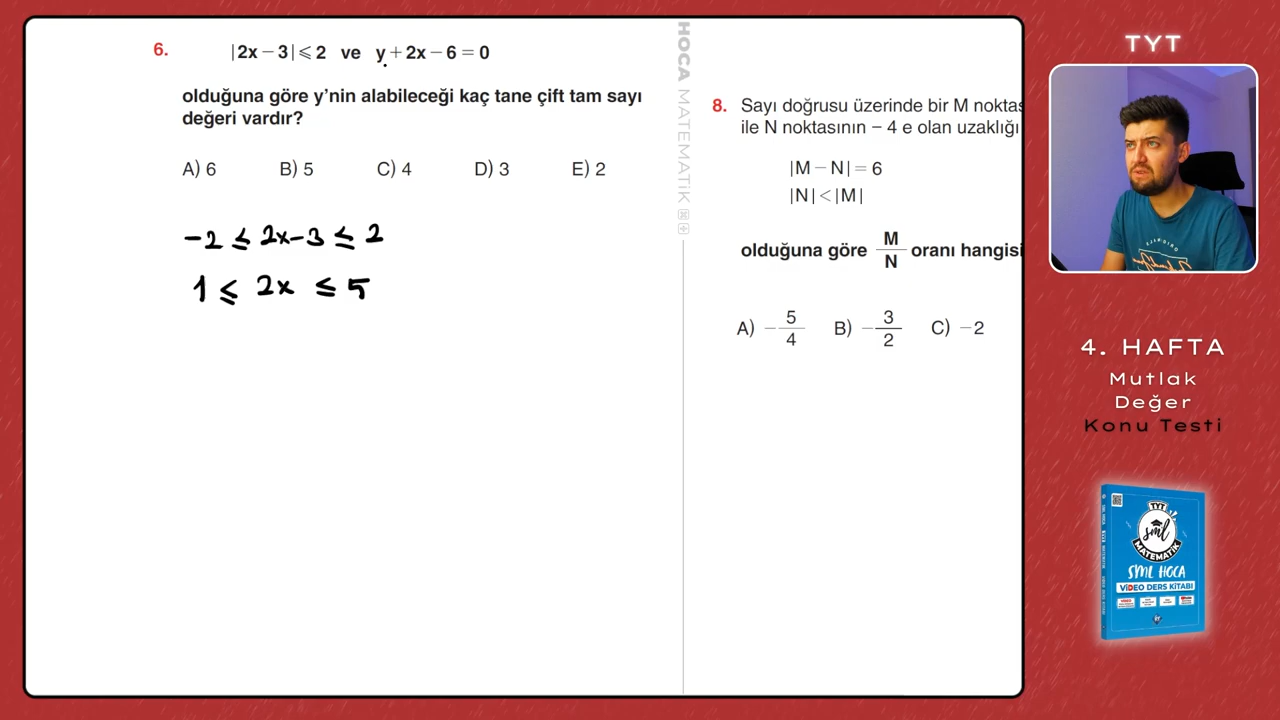 6.
|2x − 3| ⩽ 2 ve y + 2x − 6 = 0
olduğuna göre y’nin alabileceği kaç tane çift tam sayı
değeri vardır?
A) 6 B) 5 C) 4 D) 3 E) 2
−2 ≤ 2x−3 ≤ 2
1 ≤ 2x ≤ 5
HOCA MATEMATİK
8. Sayı doğrusu üzerinde bir M noktas
ile N noktasının − 4 e olan uzaklığı
|M − N| = 6
|N| < |M|
olduğuna göre M/N oranı hangisi
A) −5/4 B) −3/2 C) −2
TYT
4. HAFTA
Mutlak
Değer
Konu Testi
TYT
sml
MATEMATİK
SML HOCA
VİDEO DERS KİTABI